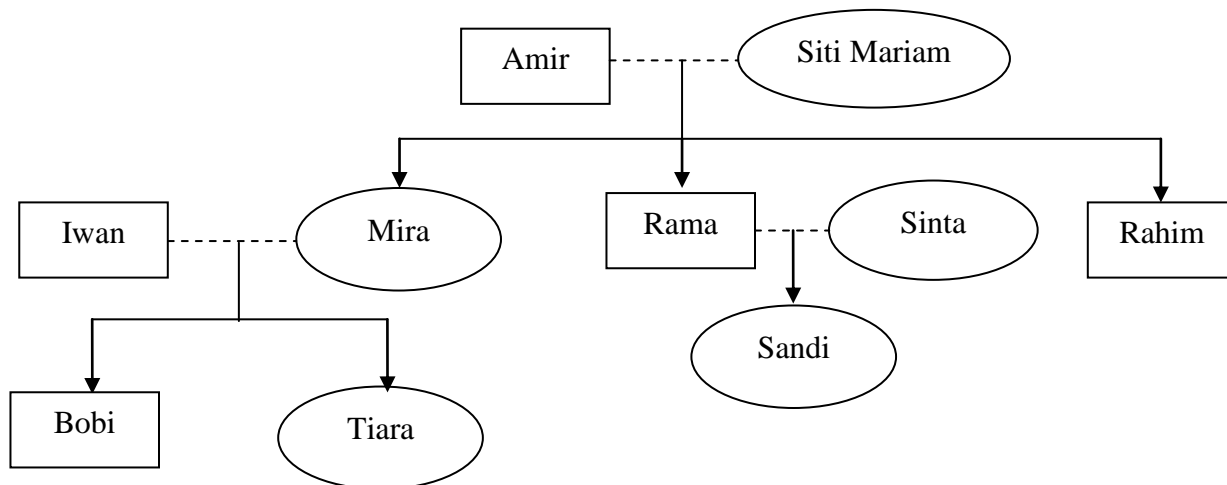 Amir
Siti Mariam
Iwan
Mira
Rama
Sinta
Rahim
Sandi
Bobi
Tiara